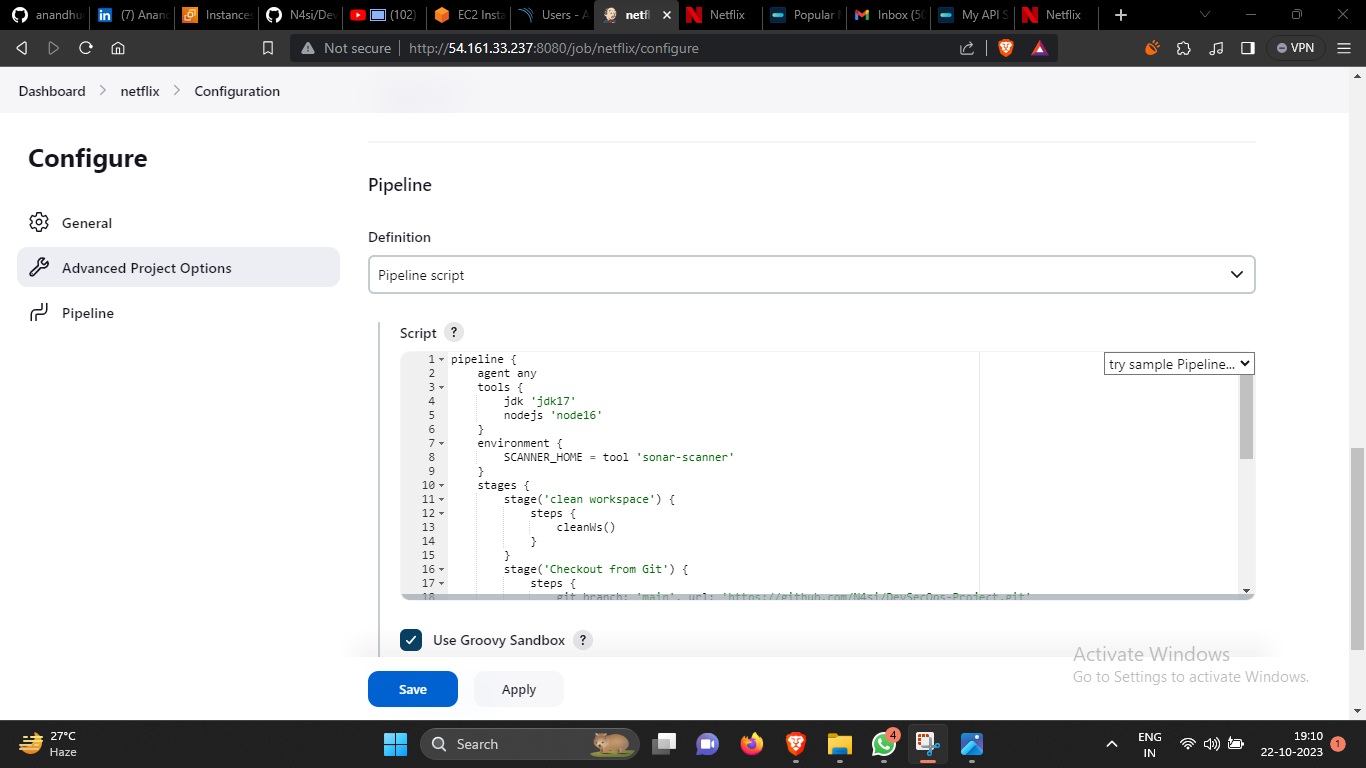 anandhu
(7) Anand
Instances
N4si/Dev
(102)
EC2 Insta
Users - A
netfl
Netflix
Popular
Inbox (50
My API S
Netflix
Not secure
http://54.161.33.237:8080/job/netflix/configure
VPN
Dashboard
netflix
Configuration
Configure
General
Advanced Project Options
Pipeline
Pipeline
Definition
Pipeline script
Script ?
try sample Pipeline...
1 pipeline {
2 agent any
3 tools {
4 jdk 'jdk17'
5 nodejs 'node16'
6 }
7 environment {
8 SCANNER_HOME = tool 'sonar-scanner'
9 }
10 stages {
11 stage('clean workspace') {
12 steps {
13 cleanWs()
14 }
15 }
16 stage('Checkout from Git') {
17 steps {
18 git branch: 'main', url: 'https://github.com/N4si/DevSecOps-Project.git'
Use Groovy Sandbox ?
Activate Windows
Go to Settings to activate Windows.
Save
Apply
27°C
Haze
Search
4
ENG
IN
19:10
22-10-2023
1